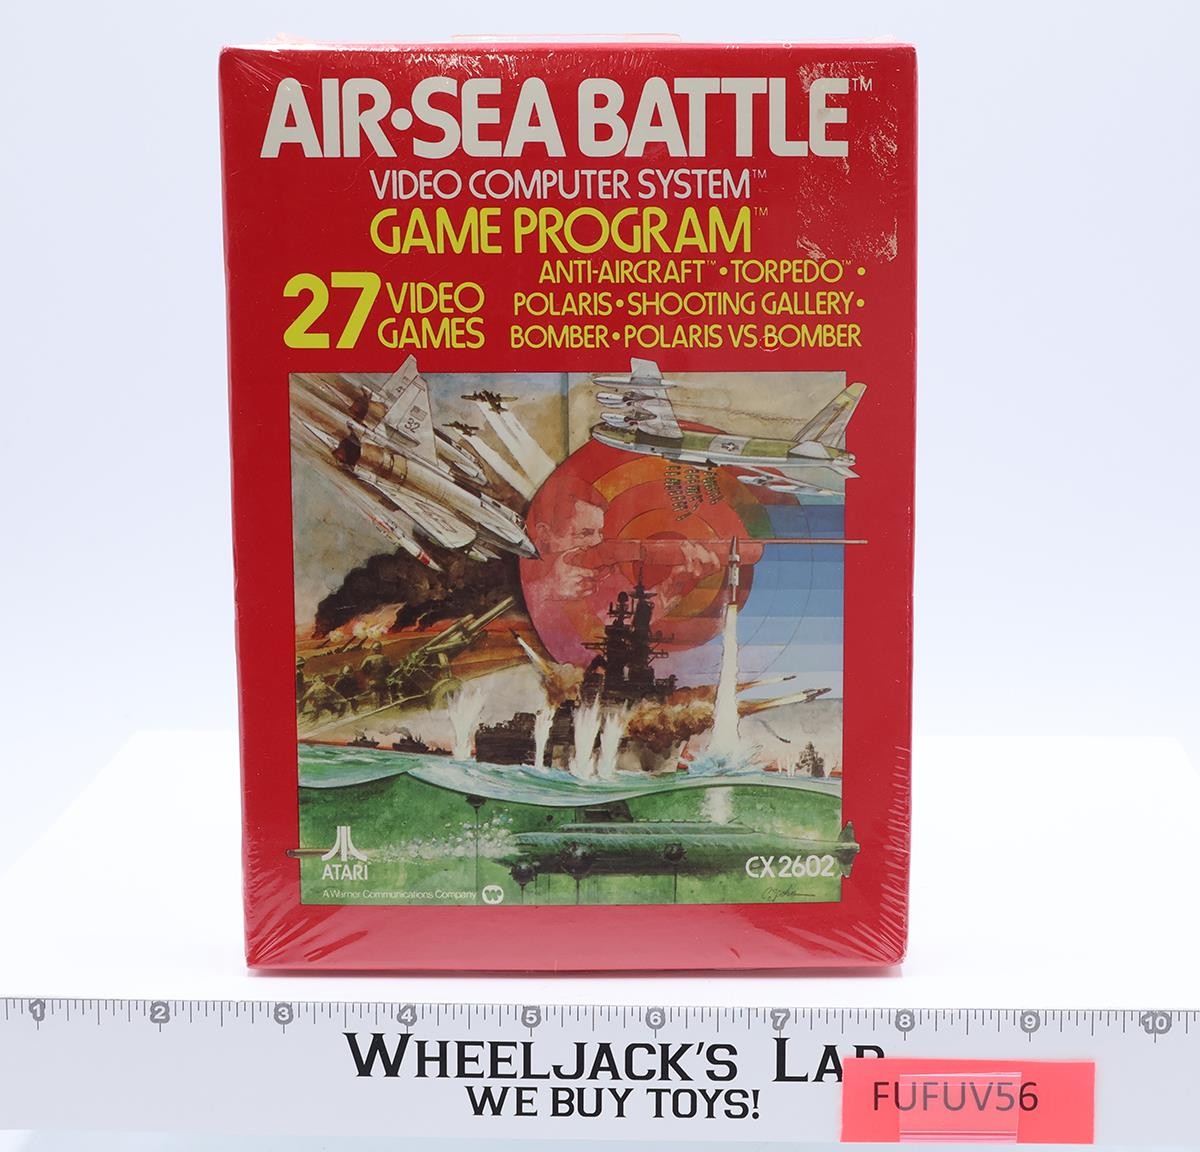 AIR•SEA BATTLE™
VIDEO COMPUTER SYSTEM™
GAME PROGRAM™
27 VIDEO GAMES
ANTI-AIRCRAFT™ • TORPEDO™ •
POLARIS • SHOOTING GALLERY •
BOMBER • POLARIS VS BOMBER
32
ATARI
A Warner Communications Company
CX2602
1 2 3 4 5 6 7 8 9 10
WHEELJACK'S LAB
WE BUY TOYS!
FUFUV56